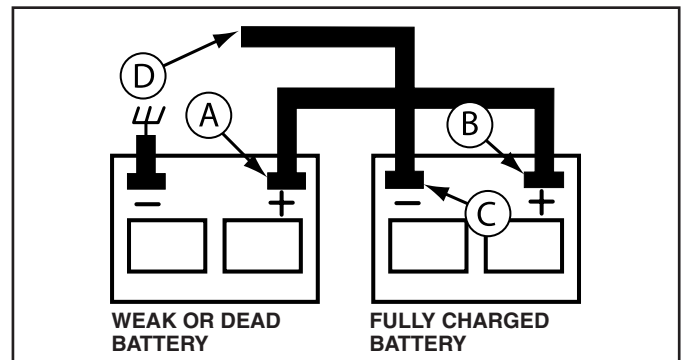 D
A
B
C
− + − +
WEAK OR DEAD
BATTERY
FULLY CHARGED
BATTERY